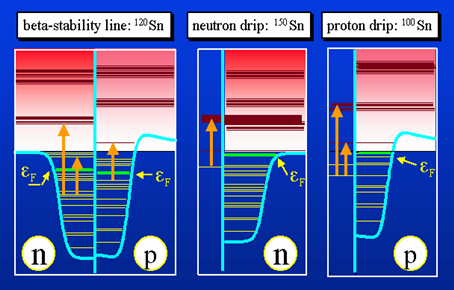 beta-stability line: ¹²⁰Sn
neutron drip: ¹⁵⁰Sn
proton drip: ¹⁰⁰Sn
εF
εF
εF
εF
n
p
n
p